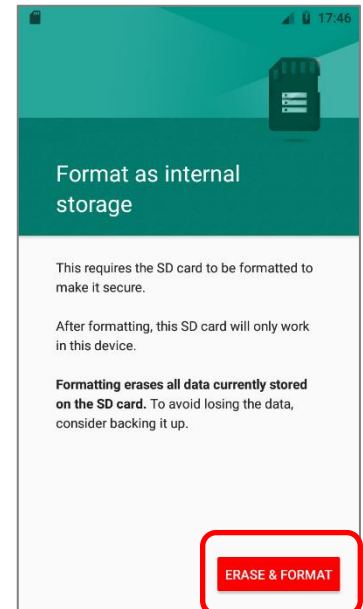 17:46
Format as internal
storage
This requires the SD card to be formatted to
make it secure.
After formatting, this SD card will only work
in this device.
Formatting erases all data currently stored
on the SD card. To avoid losing the data,
consider backing it up.
ERASE & FORMAT